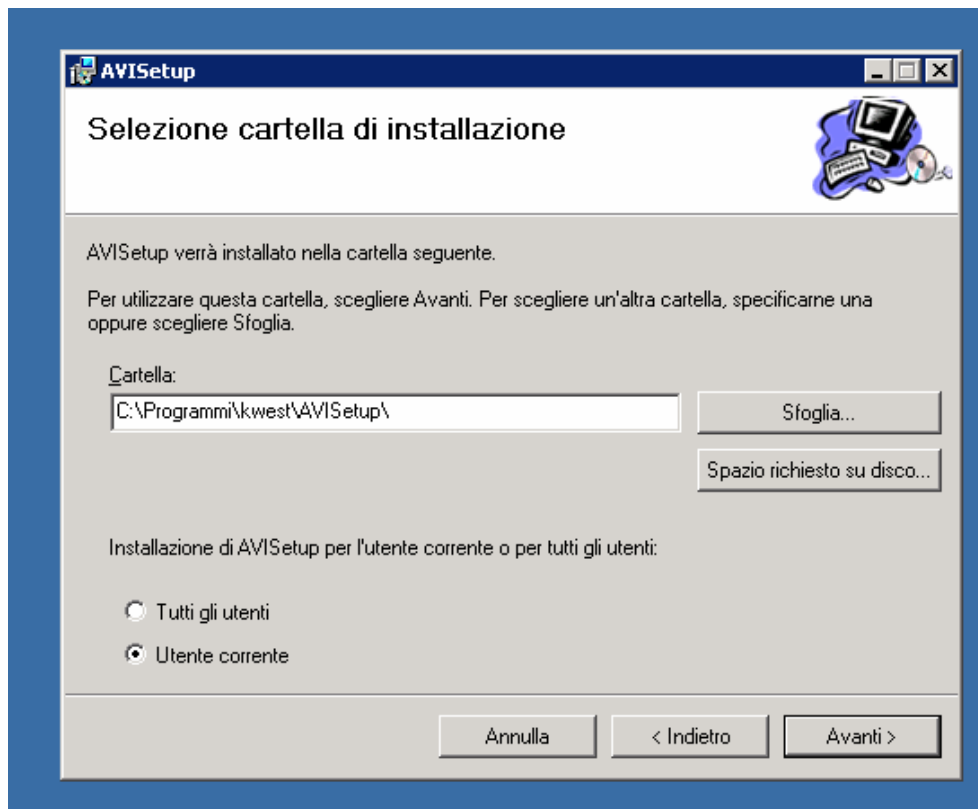 AVISetup
Selezione cartella di installazione
AVISetup verrà installato nella cartella seguente.
Per utilizzare questa cartella, scegliere Avanti. Per scegliere un'altra cartella, specificarne una
oppure scegliere Sfoglia.
Cartella:
C:\Programmi\kwest\AVISetup\
Sfoglia...
Spazio richiesto su disco...
Installazione di AVISetup per l'utente corrente o per tutti gli utenti:
Tutti gli utenti
Utente corrente
Annulla
< Indietro
Avanti >